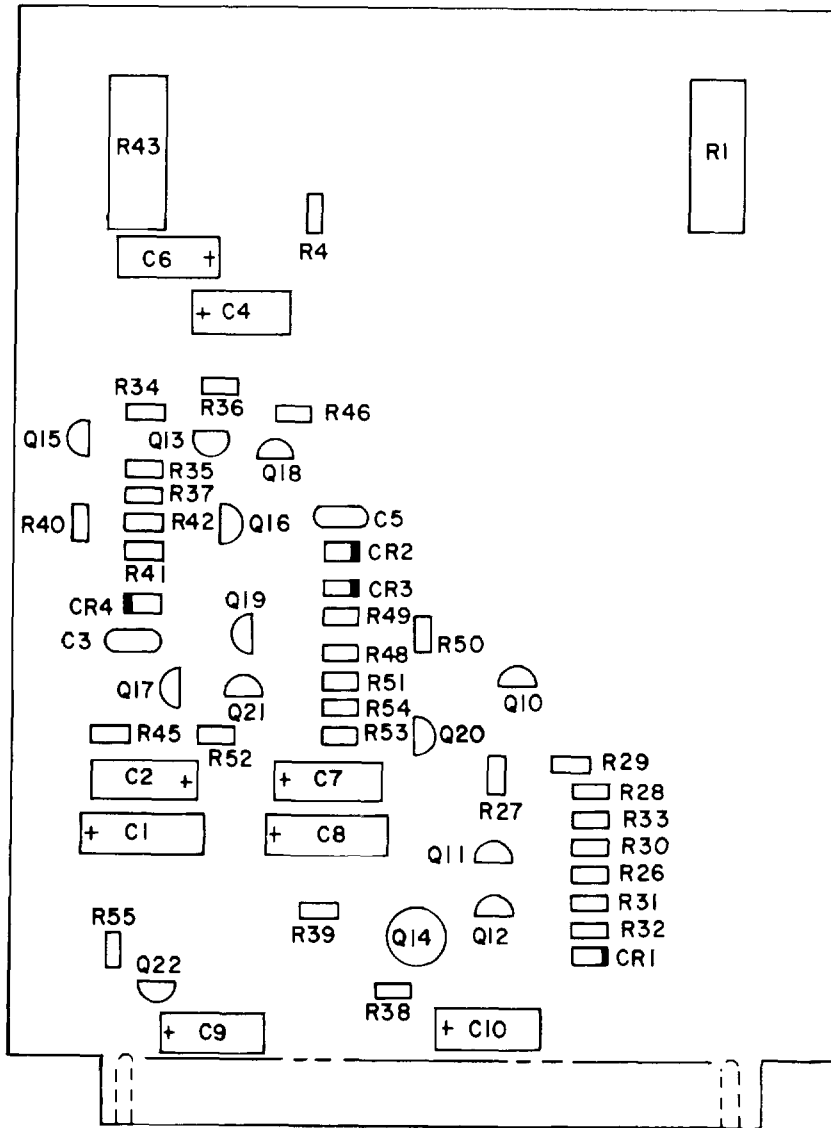 R43
R1
R4
C6 +
+ C4
R34
R36
R46
Q15
Q13
Q18
R35
R37
R40
R42
Q16
C5
R41
CR2
CR3
CR4
Q19
R49
C3
R50
R48
Q17
Q21
R51
Q10
R54
R45
R52
R53
Q20
C2 +
+ C7
R29
R27
R28
+ C1
+ C8
R33
Q11
R30
R26
R55
R39
Q14
Q12
R31
R32
Q22
CR1
R38
+ C9
+ C10